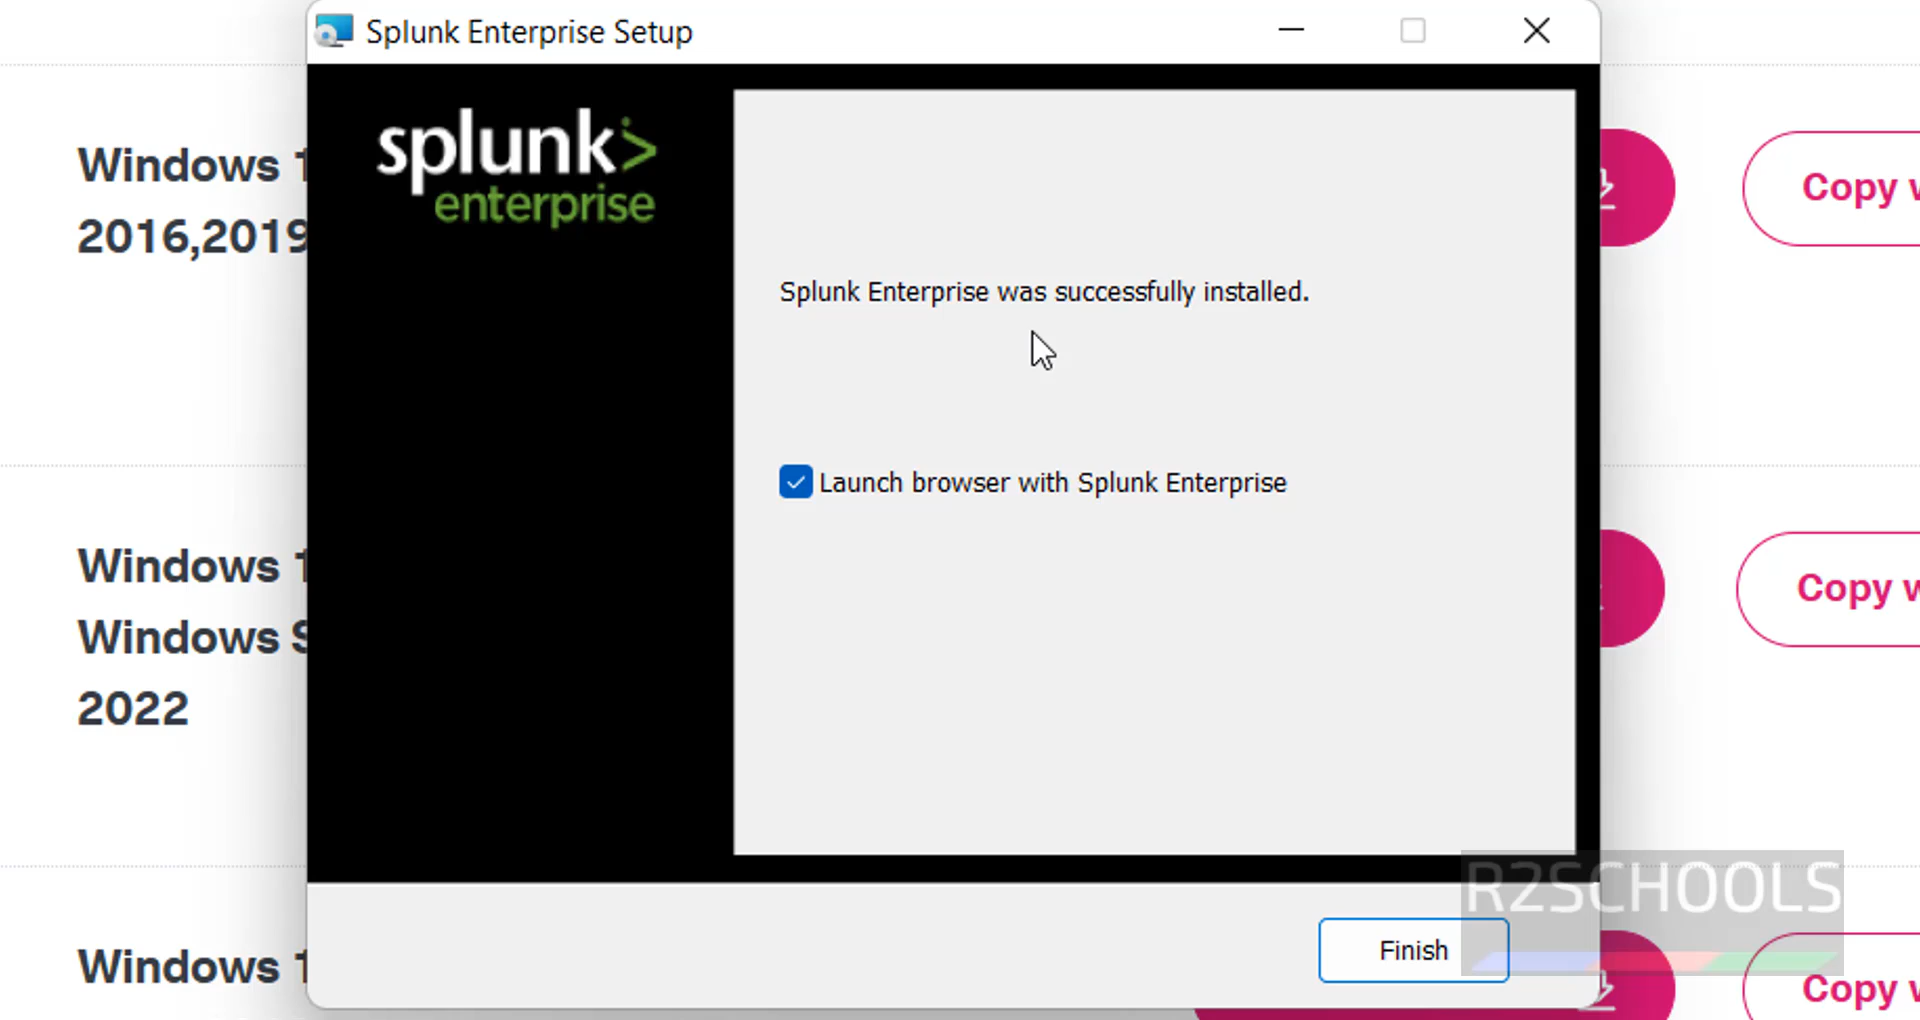 Splunk Enterprise Setup
splunk>
enterprise
Splunk Enterprise was successfully installed.
Launch browser with Splunk Enterprise
Finish
Windows
2016,2019
Copy
Windows
Windows
2022
Copy
Windows
Copy
R2SCHOOLS